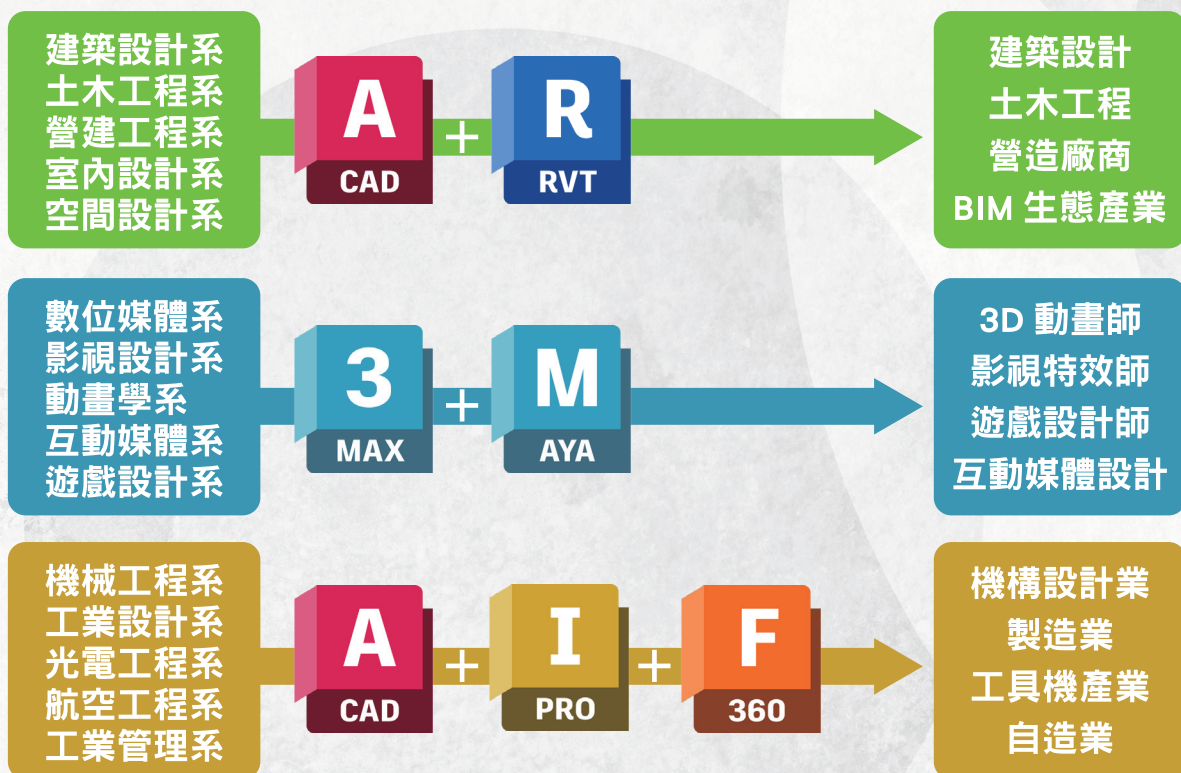 建築設計系
土木工程系
營建工程系
室內設計系
空間設計系
A
CAD
+
R
RVT
建築設計
土木工程
營造廠商
BIM 生態產業
數位媒體系
影視設計系
動畫學系
互動媒體系
遊戲設計系
3
MAX
+
M
AYA
3D 動畫師
影視特效師
遊戲設計師
互動媒體設計
機械工程系
工業設計系
光電工程系
航空工程系
工業管理系
A
CAD
+
I
PRO
+
F
360
機構設計業
製造業
工具機產業
自造業